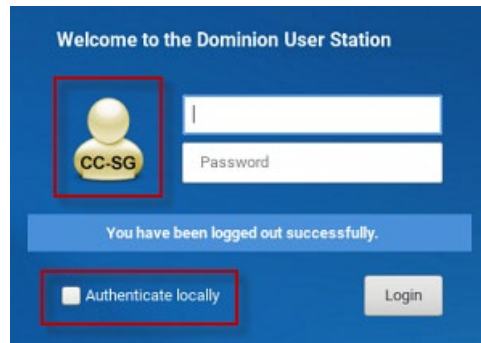 Welcome to the Dominion User Station
CC-SG
Password
You have been logged out successfully.
Authenticate locally
Login